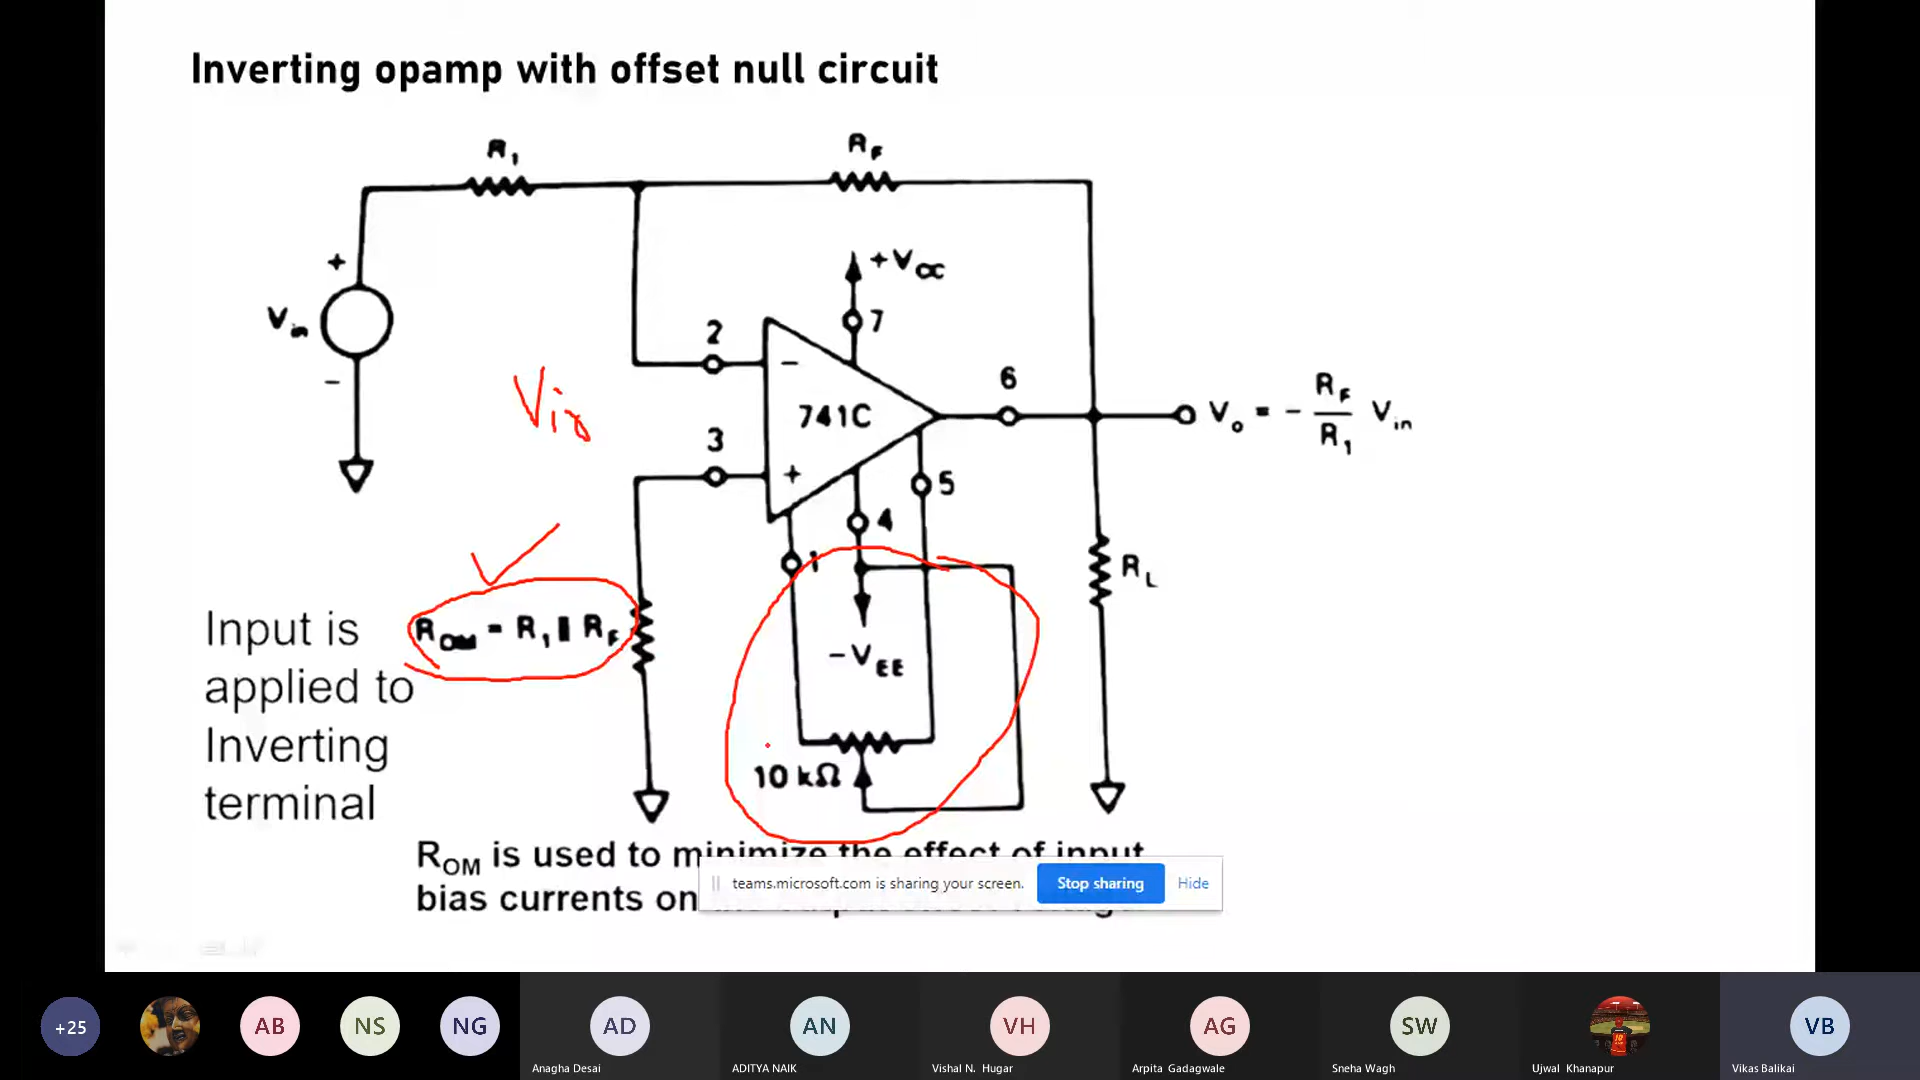 Inverting opamp with offset null circuit
R1
RF
+
Vin
−
+VCC
7
2
−
741C
6
Vo = − RF/R1 Vin
Vio
3
+
5
4
1
RL
ROM = R1 || RF
−VEE
10 kΩ
Input is
applied to
Inverting
terminal
ROM is used to minimize the effect of input
bias currents on
teams.microsoft.com is sharing your screen.
Stop sharing
Hide
+25
AB
NS
NG
AD
AN
VH
AG
SW
VB
Anagha Desai
ADITYA NAIK
Vishal N. Hugar
Arpita Gadagwale
Sneha Wagh
Ujwal Khanapur
Vikas Balikai